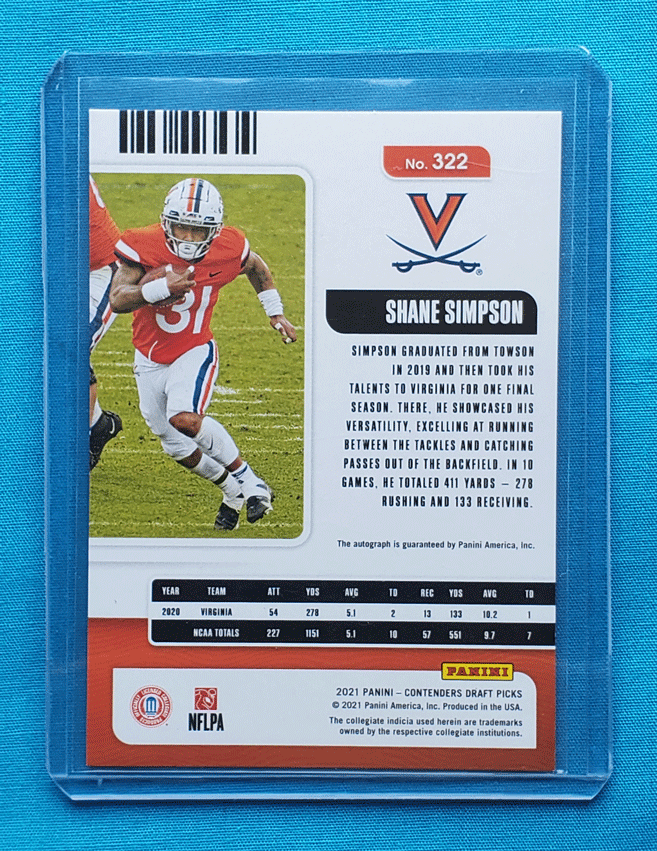 No. 322
V
31
SHANE SIMPSON
SIMPSON GRADUATED FROM TOWSON
IN 2019 AND THEN TOOK HIS
TALENTS TO VIRGINIA FOR ONE FINAL
SEASON. THERE, HE SHOWCASED HIS
VERSATILITY, EXCELLING AT RUNNING
BETWEEN THE TACKLES AND CATCHING
PASSES OUT OF THE BACKFIELD. IN 10
GAMES, HE TOTALED 411 YARDS – 278
RUSHING AND 133 RECEIVING.
The autograph is guaranteed by Panini America, Inc.
YEAR TEAM ATT YDS AVG TD REC YDS AVG TD
2020 VIRGINIA 54 278 5.1 2 13 133 10.2 1
NCAA TOTALS 227 1151 5.1 10 57 551 9.7 7
PANINI
2021 PANINI – CONTENDERS DRAFT PICKS
© 2021 Panini America, Inc. Produced in the USA.
The collegiate indicia used herein are trademarks
owned by the respective collegiate institutions.
NFLPA